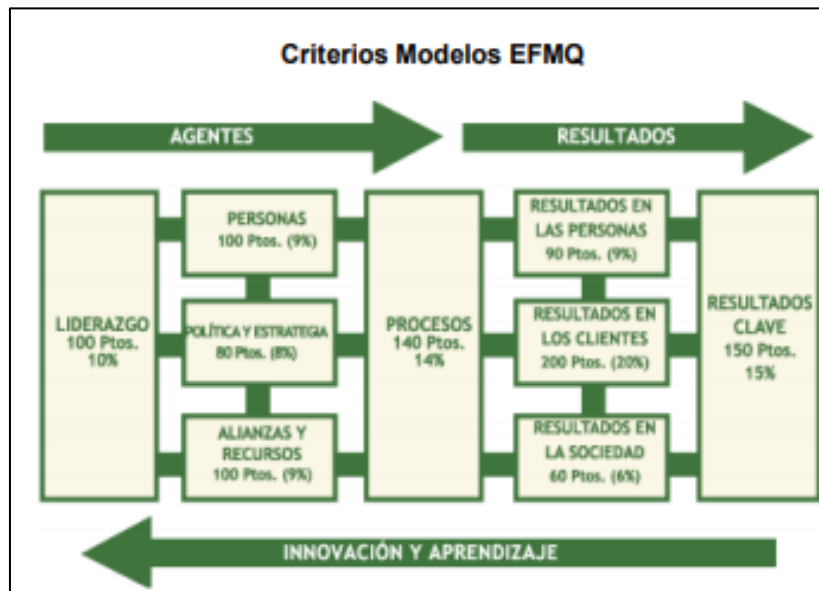 Criterios Modelos EFMQ
AGENTES
RESULTADOS
LIDERAZGO
100 Ptos.
10%
PERSONAS
100 Ptos. (9%)
POLÍTICA Y ESTRATEGIA
80 Ptos. (8%)
ALIANZAS Y
RECURSOS
100 Ptos. (9%)
PROCESOS
140 Ptos.
14%
RESULTADOS EN
LAS PERSONAS
90 Ptos. (9%)
RESULTADOS EN
LOS CLIENTES
200 Ptos. (20%)
RESULTADOS EN
LA SOCIEDAD
60 Ptos. (6%)
RESULTADOS
CLAVE
150 Ptos.
15%
INNOVACIÓN Y APRENDIZAJE